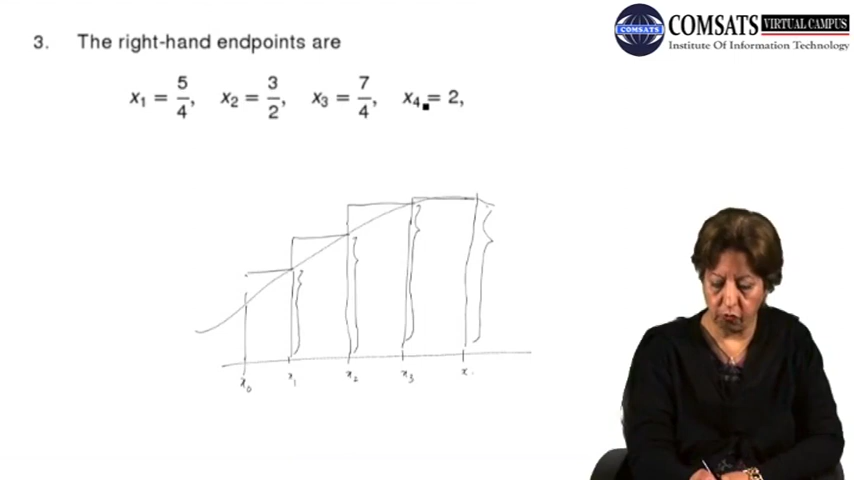 COMSATS VIRTUAL CAMPUS
Institute Of Information Technology
COMSATS
3. The right-hand endpoints are
x₁ = 5/4, x₂ = 3/2, x₃ = 7/4, x₄ = 2,
x₀ x₁ x₂ x₃ x